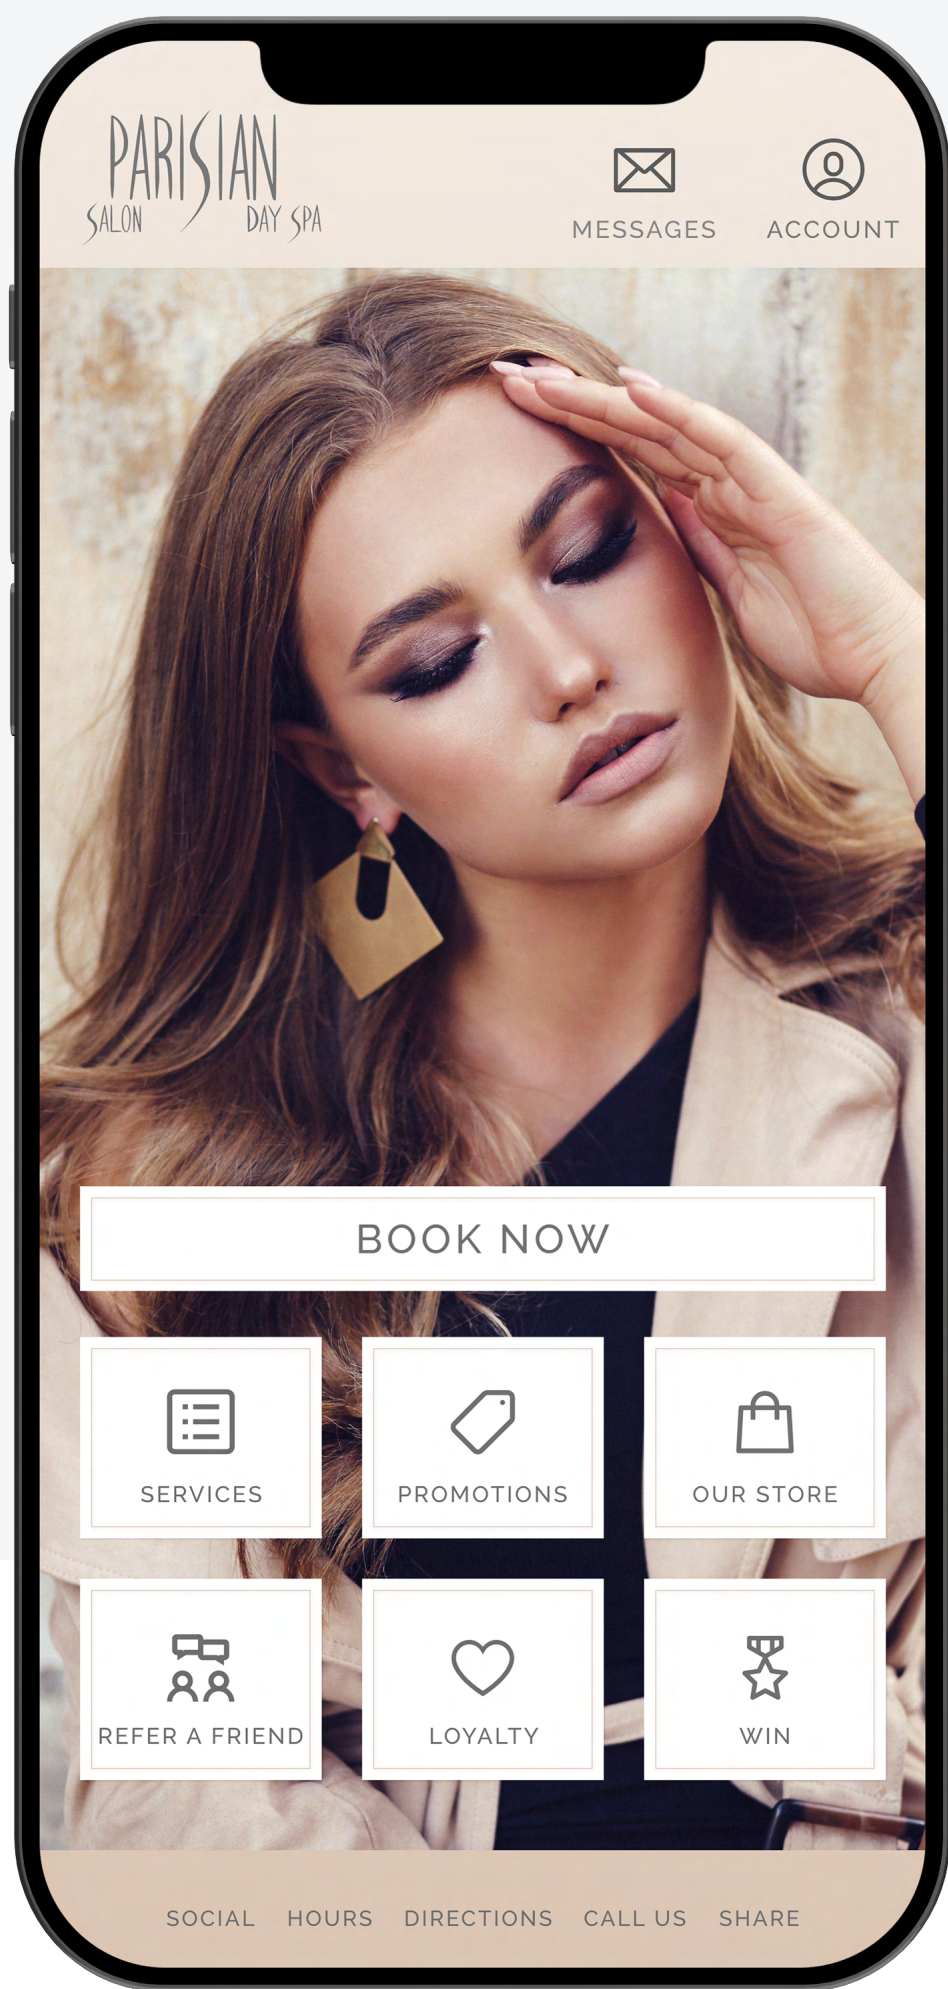 PARISIAN
SALON DAY SPA
MESSAGES ACCOUNT
BOOK NOW
SERVICES PROMOTIONS OUR STORE
REFER A FRIEND LOYALTY WIN
SOCIAL HOURS DIRECTIONS CALL US SHARE